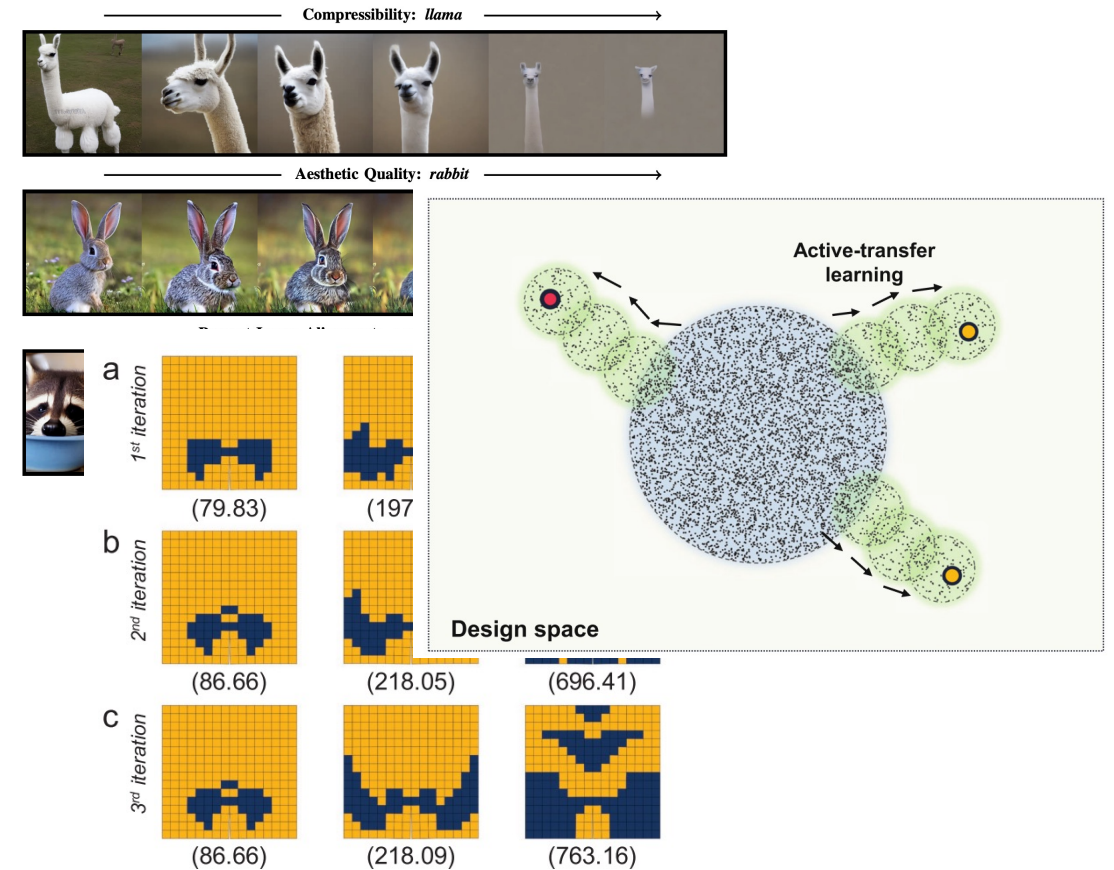 Compressibility: llama
Aesthetic Quality: rabbit
Active-transfer
learning
Design space
a
1st iteration
(79.83)
(197
b
2nd iteration
(86.66)
(218.05)
(696.41)
c
3rd iteration
(86.66)
(218.09)
(763.16)